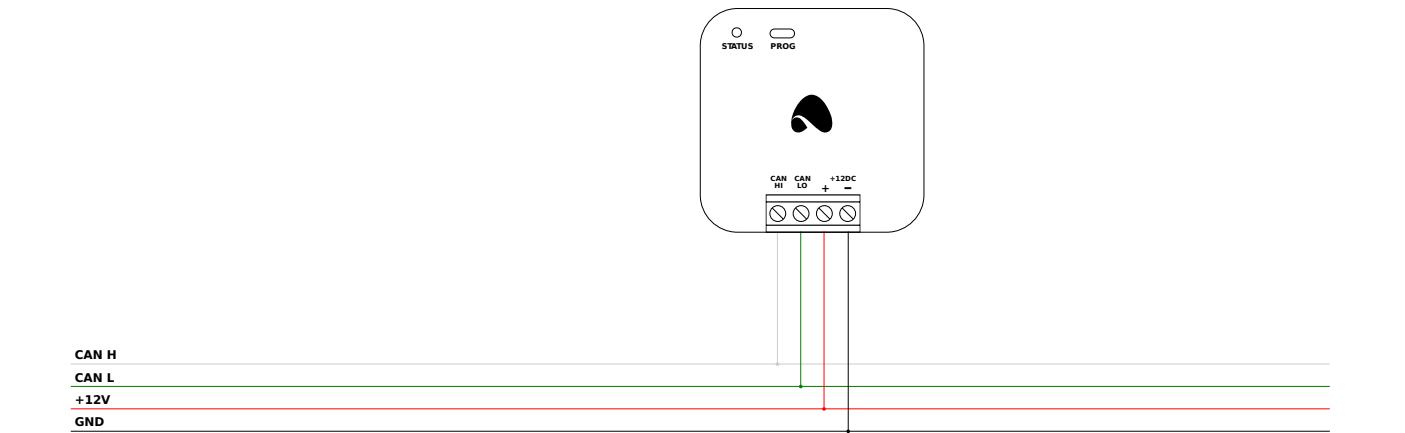 STATUS PROG
CAN CAN +12DC
HI LO + −
CAN H
CAN L
+12V
GND